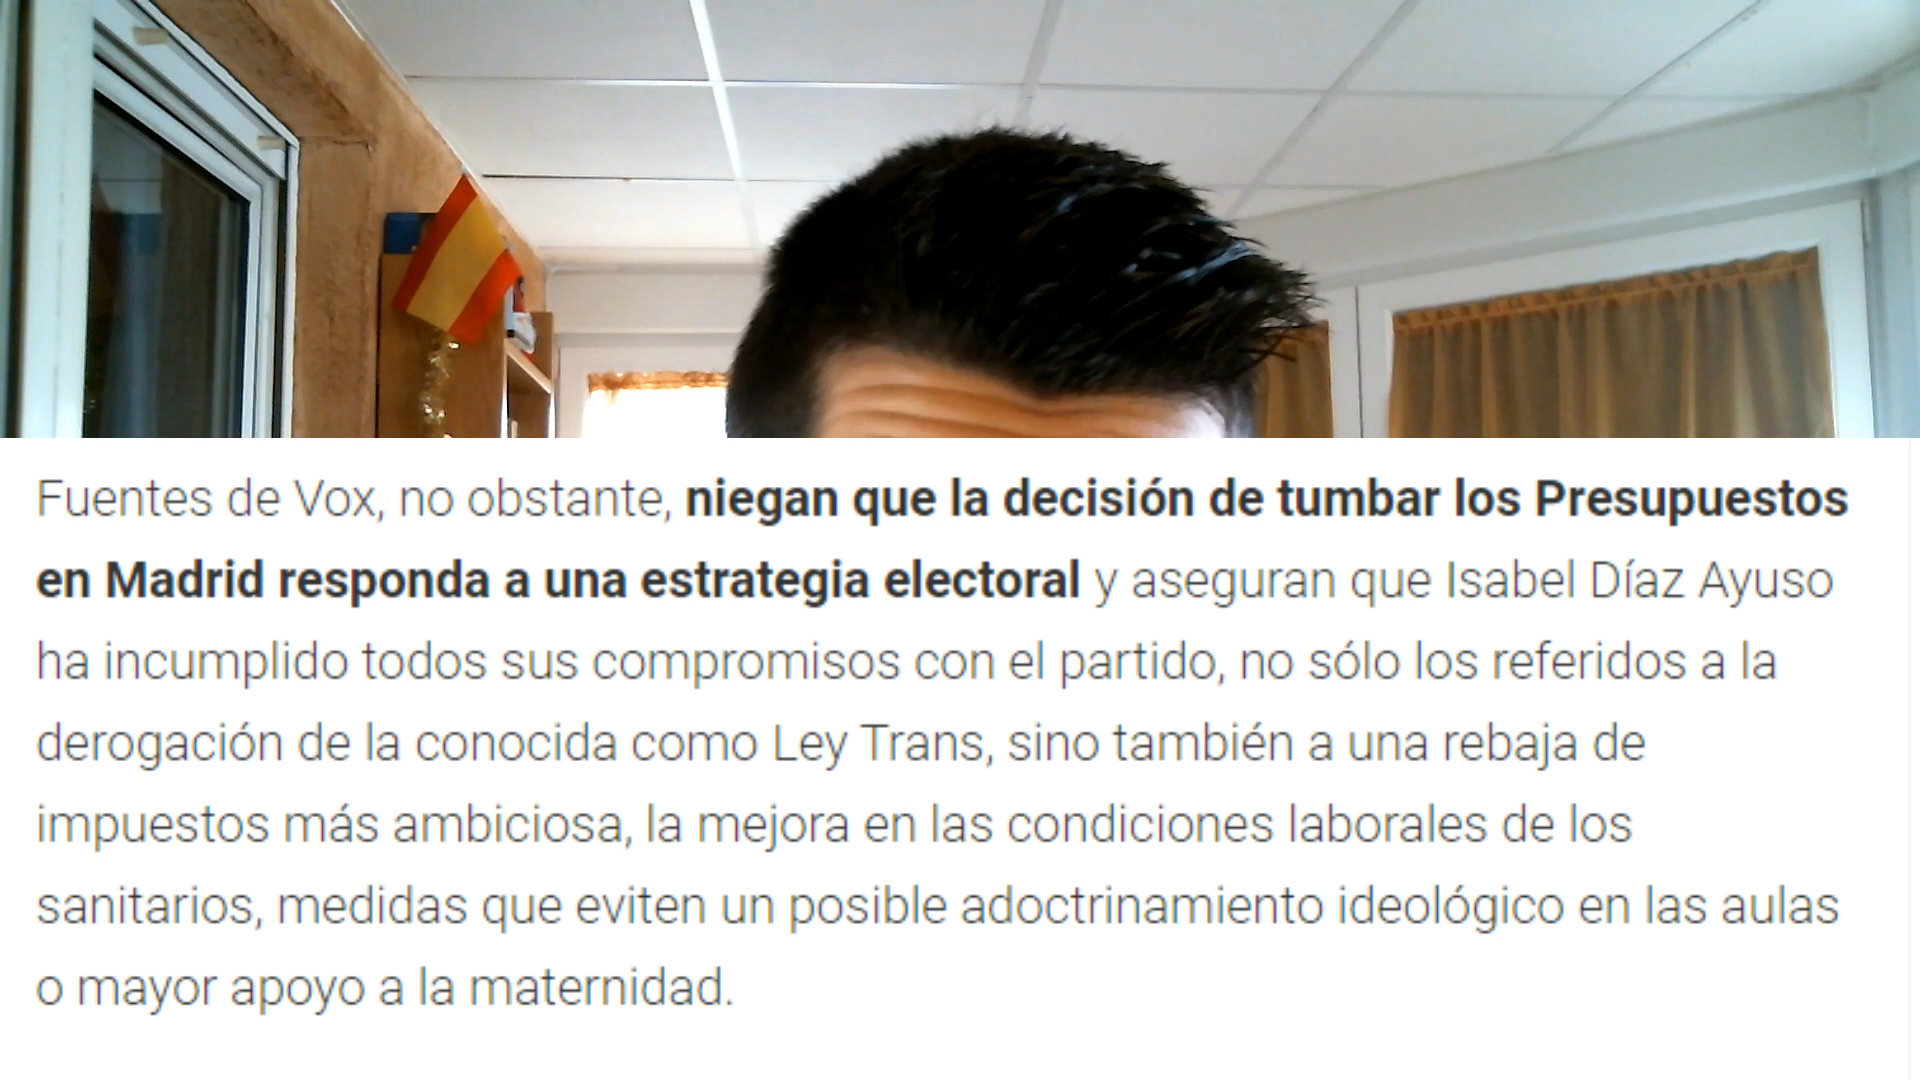 Fuentes de Vox, no obstante, niegan que la decisión de tumbar los Presupuestos
en Madrid responda a una estrategia electoral y aseguran que Isabel Díaz Ayuso
ha incumplido todos sus compromisos con el partido, no sólo los referidos a la
derogación de la conocida como Ley Trans, sino también a una rebaja de
impuestos más ambiciosa, la mejora en las condiciones laborales de los
sanitarios, medidas que eviten un posible adoctrinamiento ideológico en las aulas
o mayor apoyo a la maternidad.